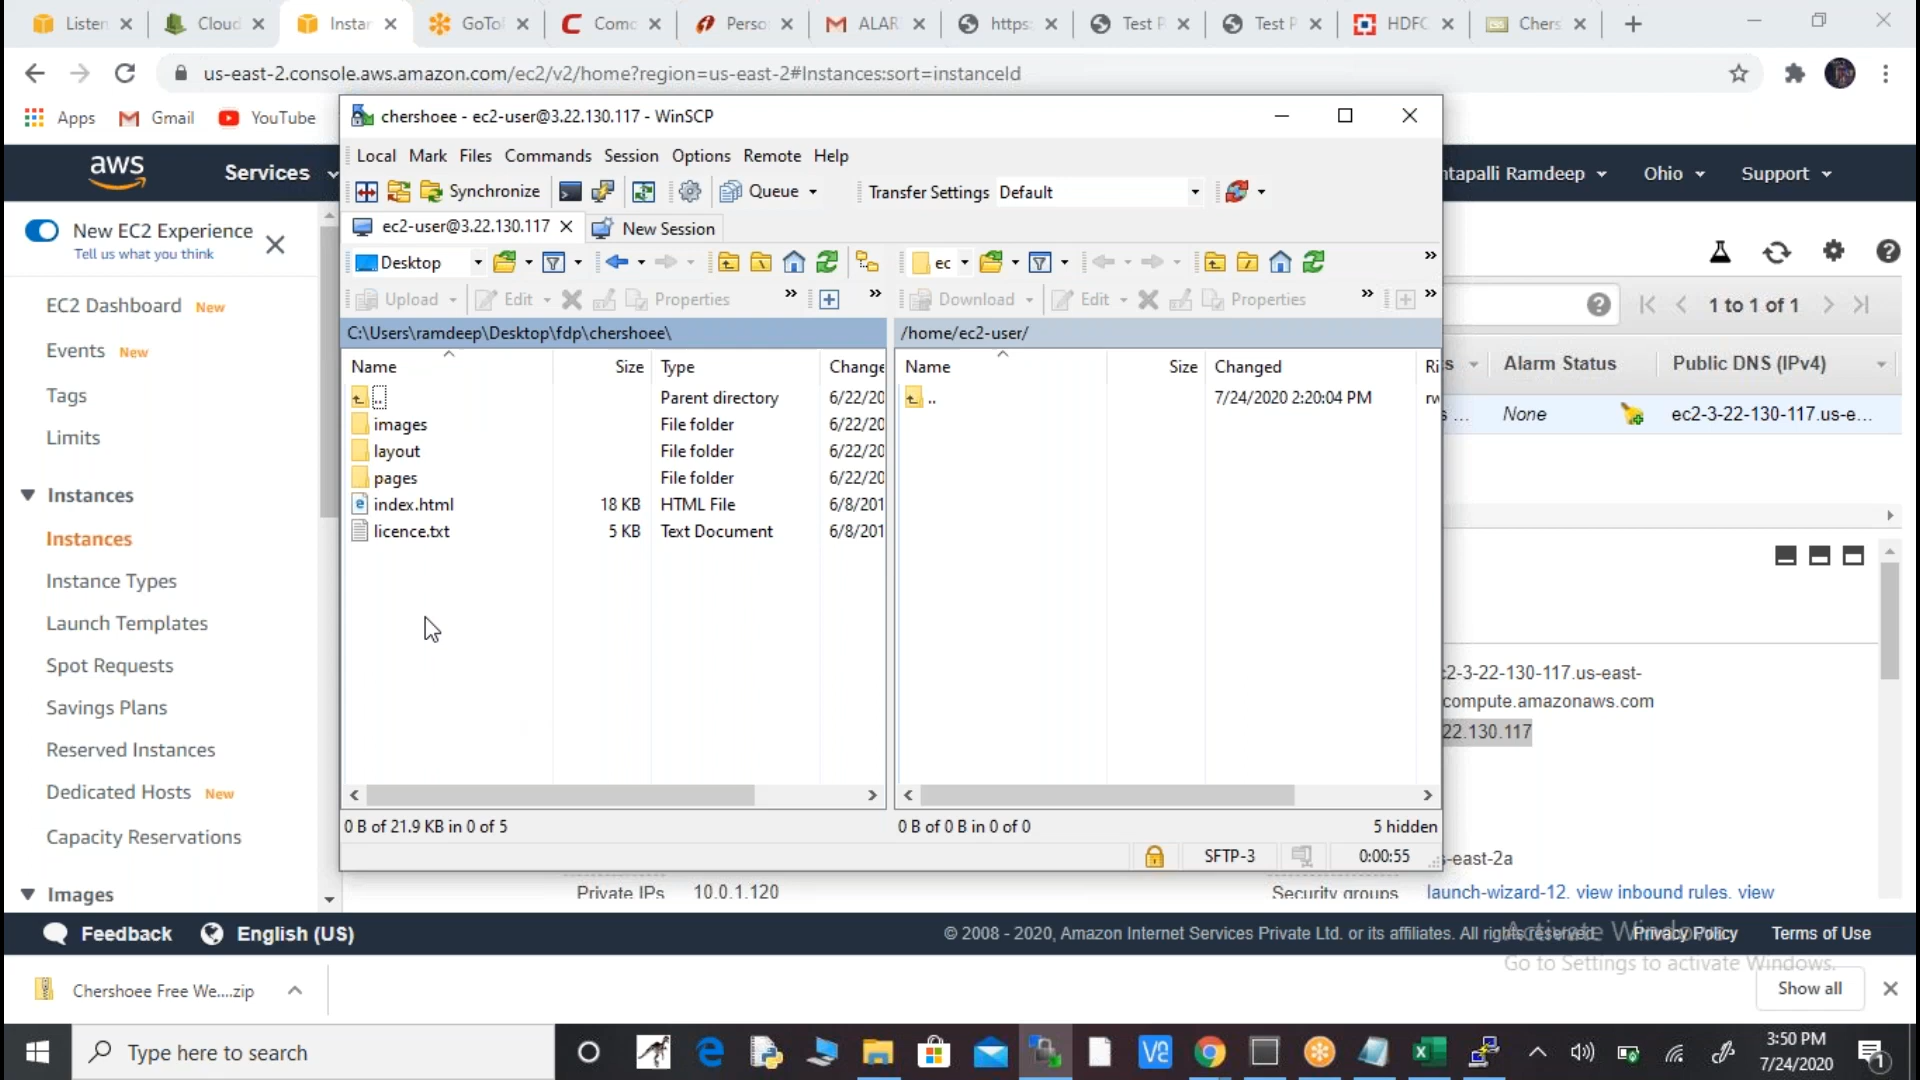 Listen
Cloud
Instan
GoTo
Como
Perso
ALAR
https:
Test P
Test P
HDFC
Chers
us-east-2.console.aws.amazon.com/ec2/v2/home?region=us-east-2#Instances:sort=instanceId
Apps
Gmail
YouTube
chershoee - ec2-user@3.22.130.117 - WinSCP
aws
Services
Local Mark Files Commands Session Options Remote Help
ntapalli Ramdeep
Ohio
Support
Synchronize
Queue
Transfer Settings Default
ec2-user@3.22.130.117
New Session
New EC2 Experience
Tell us what you think
Desktop
ec
Upload
Edit
Properties
Download
Edit
Properties
C:\Users\ramdeep\Desktop\fdp\chershoee\
/home/ec2-user/
Name Size Type Change
.. Parent directory 6/22/20
images File folder 6/22/20
layout File folder 6/22/20
pages File folder 6/22/20
index.html 18 KB HTML File 6/8/201
licence.txt 5 KB Text Document 6/8/201
Name Size Changed Ri
.. 7/24/2020 2:20:04 PM rw
0 B of 21.9 KB in 0 of 5
0 B of 0 B in 0 of 0
5 hidden
SFTP-3
0:00:55
EC2 Dashboard New
Events New
Tags
Limits
Instances
Instances
Instance Types
Launch Templates
Spot Requests
Savings Plans
Reserved Instances
Dedicated Hosts New
Capacity Reservations
Images
1 to 1 of 1
s
Alarm Status
Public DNS (IPv4)
s ...
None
ec2-3-22-130-117.us-e...
c2-3-22-130-117.us-east-
compute.amazonaws.com
22.130.117
s-east-2a
Private IPs 10.0.1.120
Security groups launch-wizard-12. view inbound rules. view
Feedback
English (US)
© 2008 - 2020, Amazon Internet Services Private Ltd. or its affiliates. All rights reserved.
Privacy Policy
Terms of Use
Activate Windows
Go to Settings to activate Windows.
Chershoee Free We....zip
Show all
Type here to search
3:50 PM
7/24/2020
1